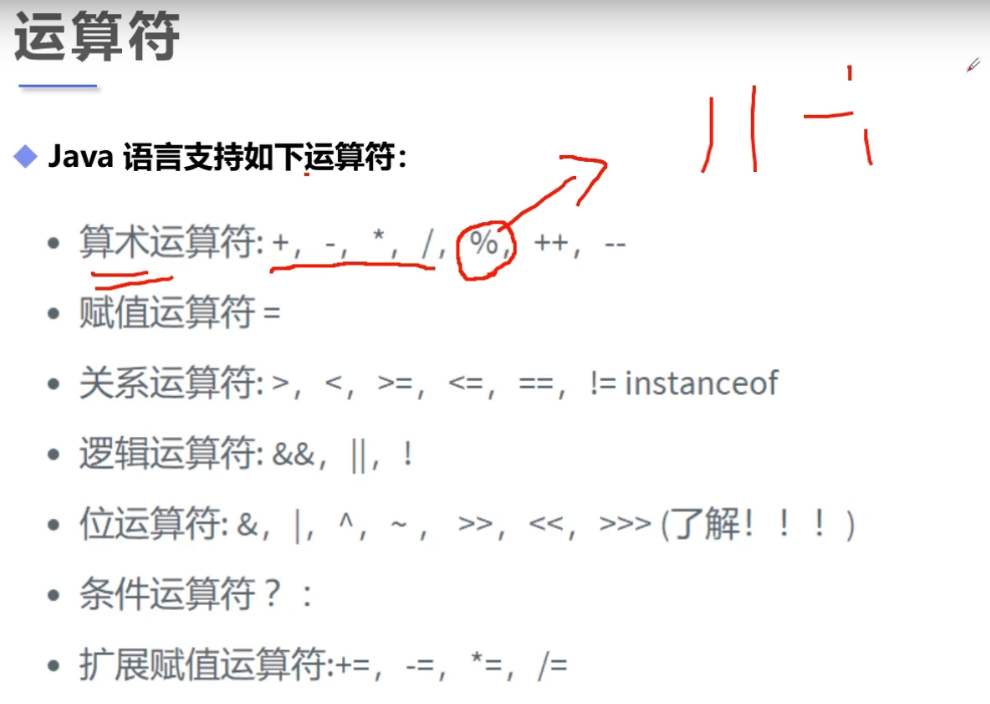 运算符
Java 语言支持如下运算符：
算术运算符: +，-，*，/，%，++，--
赋值运算符 =
关系运算符: >，<，>=，<=，==，!= instanceof
逻辑运算符: &&，||，!
位运算符: &，|，^，~ ， >>，<<，>>> (了解！！！)
条件运算符 ？：
扩展赋值运算符:+=，-=，*=，/=